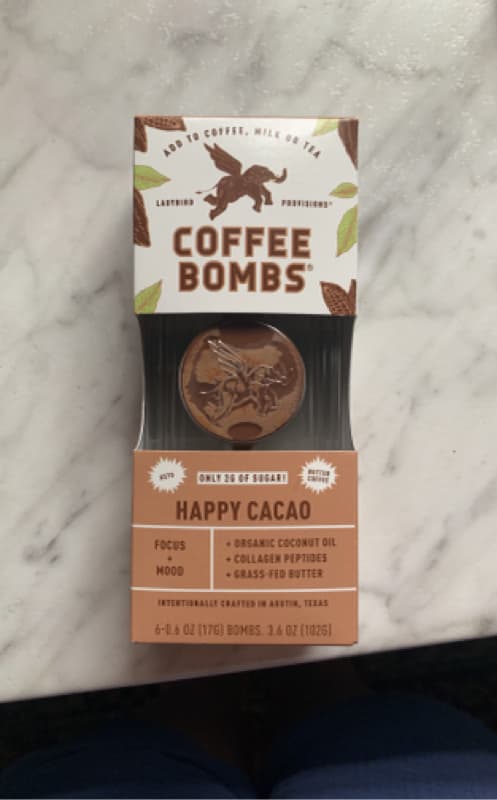 ADD TO COFFEE, MILK OR TEA
LADYBIRD PROVISIONS®
COFFEE
BOMBS®
KETO
ONLY 2G OF SUGAR!
BUTTER
COFFEE
HAPPY CACAO
FOCUS
+
MOOD
+ ORGANIC COCONUT OIL
+ COLLAGEN PEPTIDES
+ GRASS-FED BUTTER
INTENTIONALLY CRAFTED IN AUSTIN, TEXAS
6-0.6 OZ (17G) BOMBS. 3.6 OZ (102G)